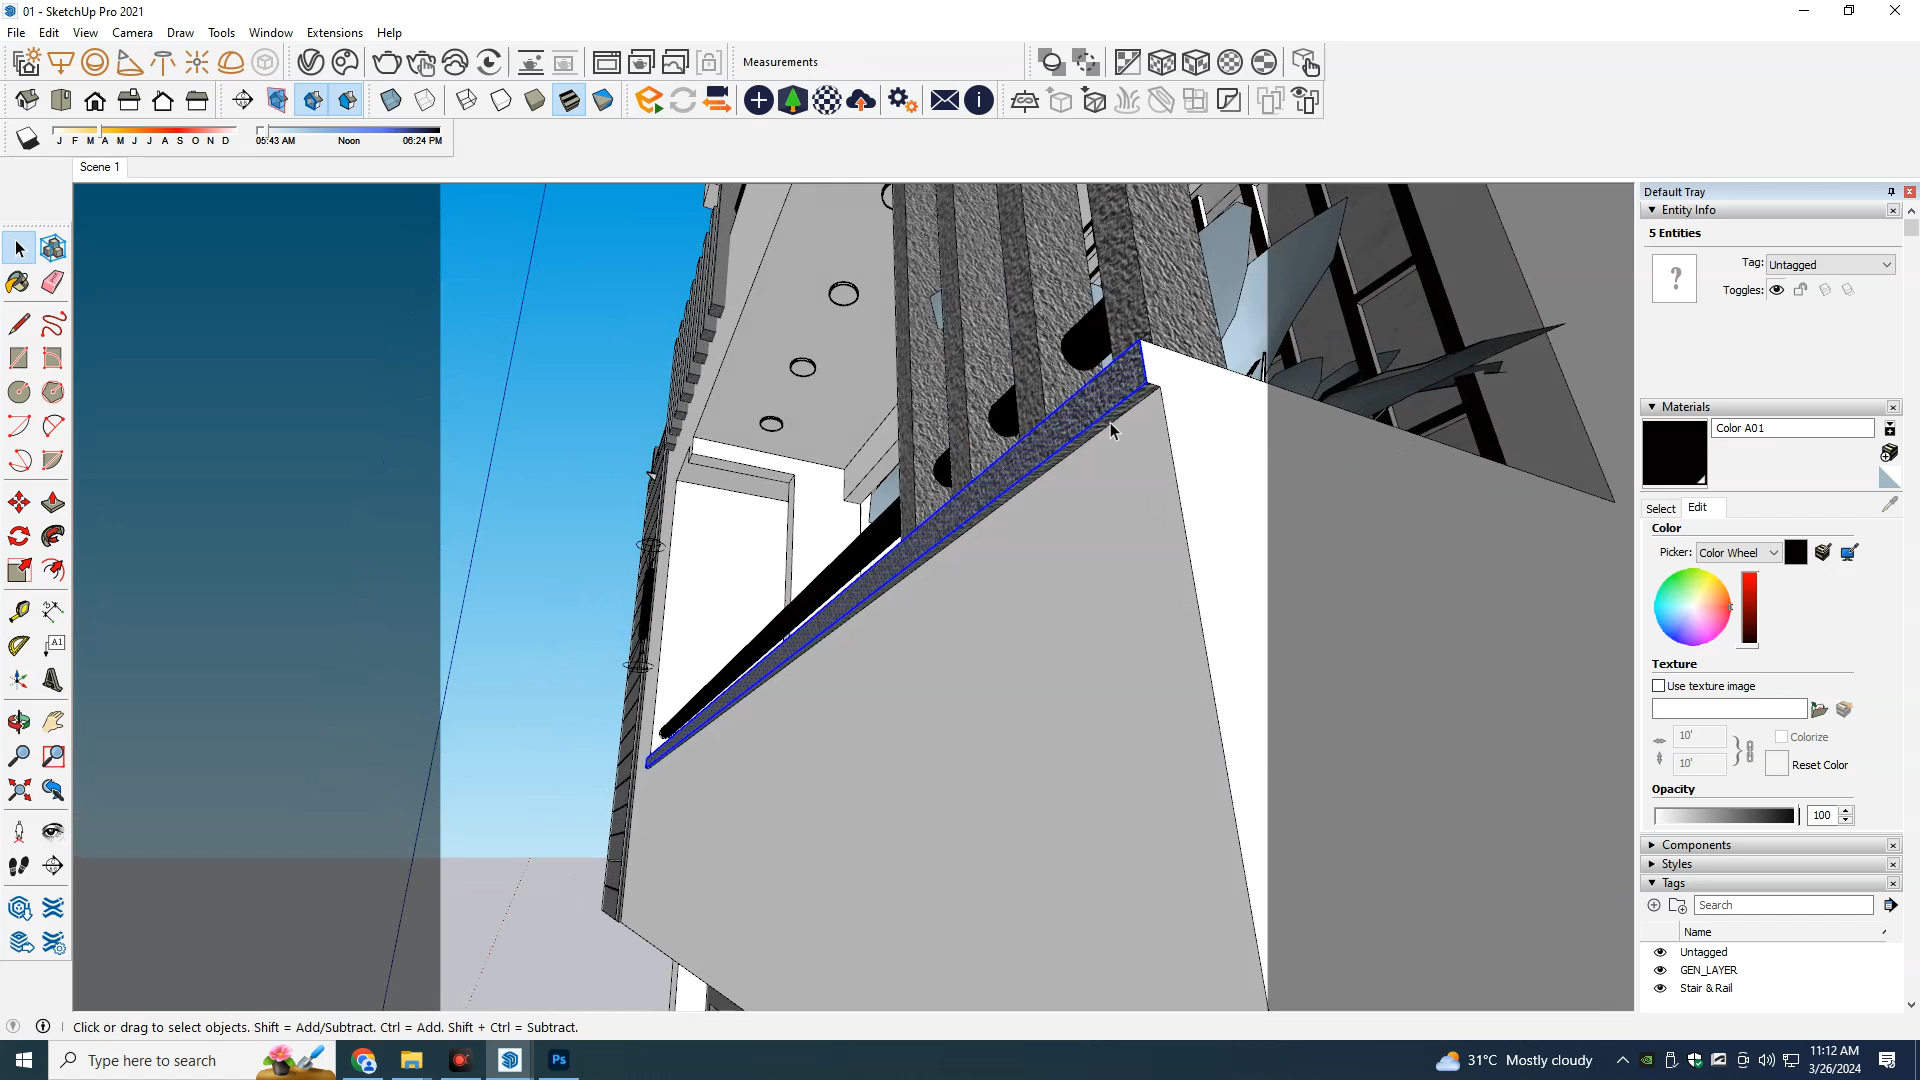 01 - SketchUp Pro 2021
File Edit View Camera Draw Tools Window Extensions Help
Measurements
J F M A M J J A S O N D
05:43 AM Noon 06:24 PM
Scene 1
Default Tray
Entity Info
5 Entities
?
Tag: Untagged
Toggles:
Materials
Color A01
Select Edit
Color
Picker: Color Wheel
Texture
Use texture image
10'
Colorize
10'
Reset Color
Opacity
100
Components
Styles
Tags
Search
Name
Untagged
GEN_LAYER
Stair & Rail
A1
Click or drag to select objects. Shift = Add/Subtract. Ctrl = Add. Shift + Ctrl = Subtract.
Type here to search
Ps
31°C Mostly cloudy
11:12 AM
3/26/2024